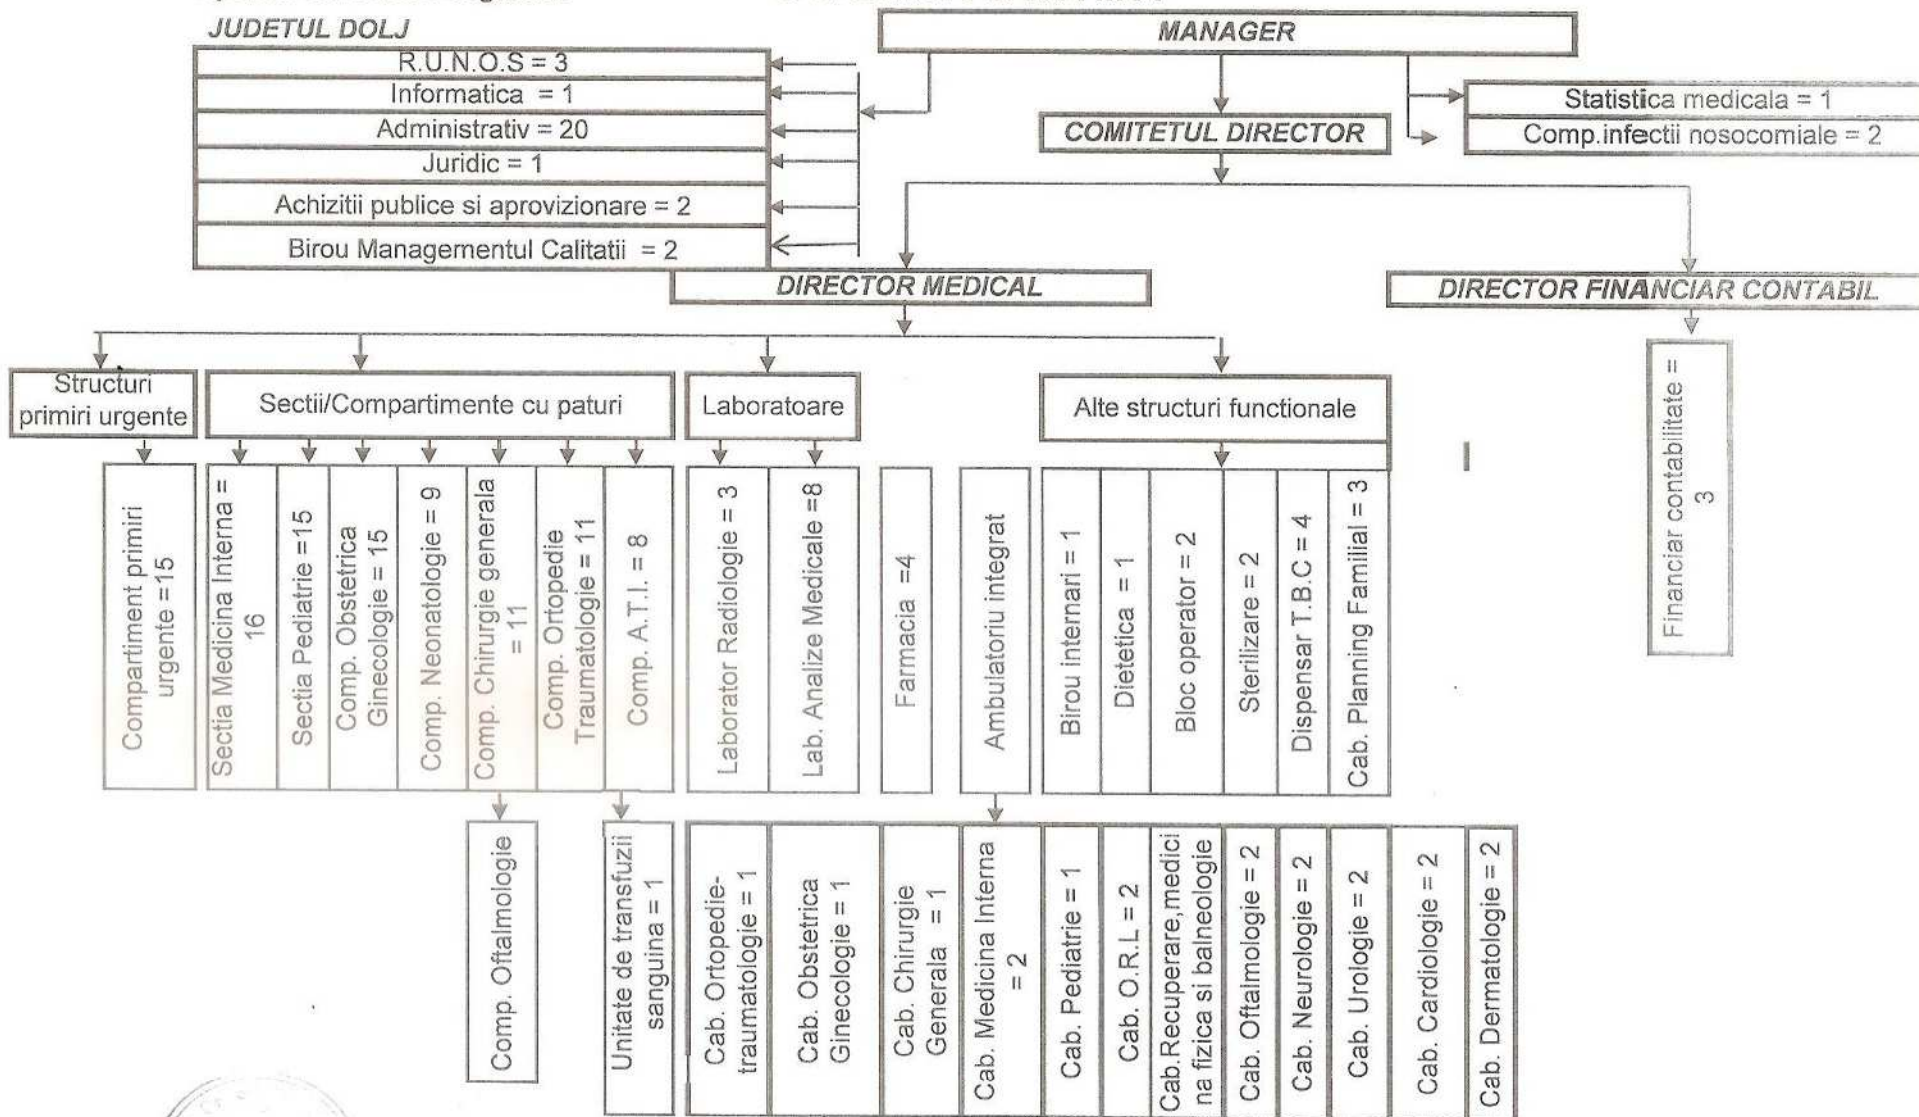 JUDETUL DOLJ
MANAGER
R.U.N.O.S = 3
Informatica = 1
Administrativ = 20
Juridic = 1
Achizitii publice si aprovizionare = 2
Birou Managementul Calitatii = 2
Statistica medicala = 1
Comp.infectii nosocomiale = 2
COMITETUL DIRECTOR
DIRECTOR MEDICAL
DIRECTOR FINANCIAR CONTABIL
Structuri
primiri urgente
Sectii/Compartimente cu paturi
Laboratoare
Alte structuri functionale
Financiar contabilitate =
3
Compartiment primiri
urgente =15
Sectia Medicina Interna =
16
Sectia Pediatrie =15
Comp. Obstetrica
Ginecologie = 15
Comp. Neonatologie = 9
Comp. Chirurgie generala
= 11
Comp. Ortopedie
Traumatologie = 11
Comp. A.T.I. = 8
Laborator Radiologie = 3
Lab. Analize Medicale =8
Farmacia =4
Ambulatoriu integrat
Birou internari = 1
Dietetica = 1
Bloc operator = 2
Sterilizare = 2
Dispensar T.B.C = 4
Cab. Planning Familial = 3
Comp. Oftalmologie
Unitate de transfuzii
sanguina = 1
Cab. Ortopedie-
traumatologie = 1
Cab. Obstetrica
Ginecologie = 1
Cab. Chirurgie
Generala = 1
Cab. Medicina Interna
= 2
Cab. Pediatrie = 1
Cab. O.R.L = 2
Cab.Recuperare,medici
na fizica si balneologie
Cab. Oftalmologie = 2
Cab. Neurologie = 2
Cab. Urologie = 2
Cab. Cardiologie = 2
Cab. Dermatologie = 2